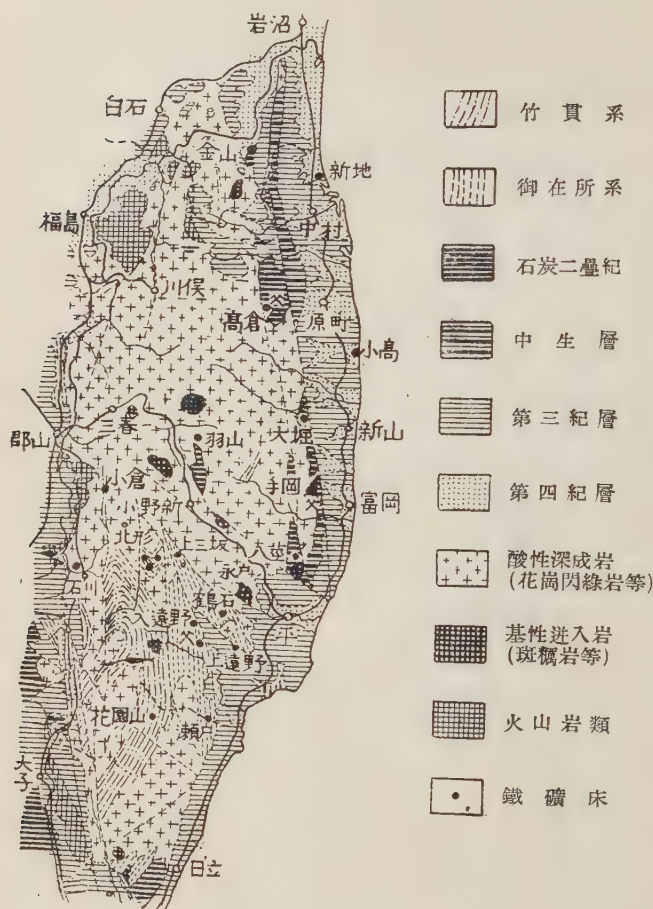 岩沼
白石
金山
新地
福島
中村
川俣
高倉
原町
小高
三春
郡山
羽山
大堀
新山
小倉
手岡
富岡
小野新
北形
上三坂
永戸
石
鶴石
入遠野
平
上遠野
花園山
大子
日立
竹貫系
御在所系
石炭二疊紀
中生層
第三紀層
第四紀層
酸性深成岩
(花崗閃綠岩等)
基性迸入岩
(斑糲岩等)
火山岩類
鐵礦床